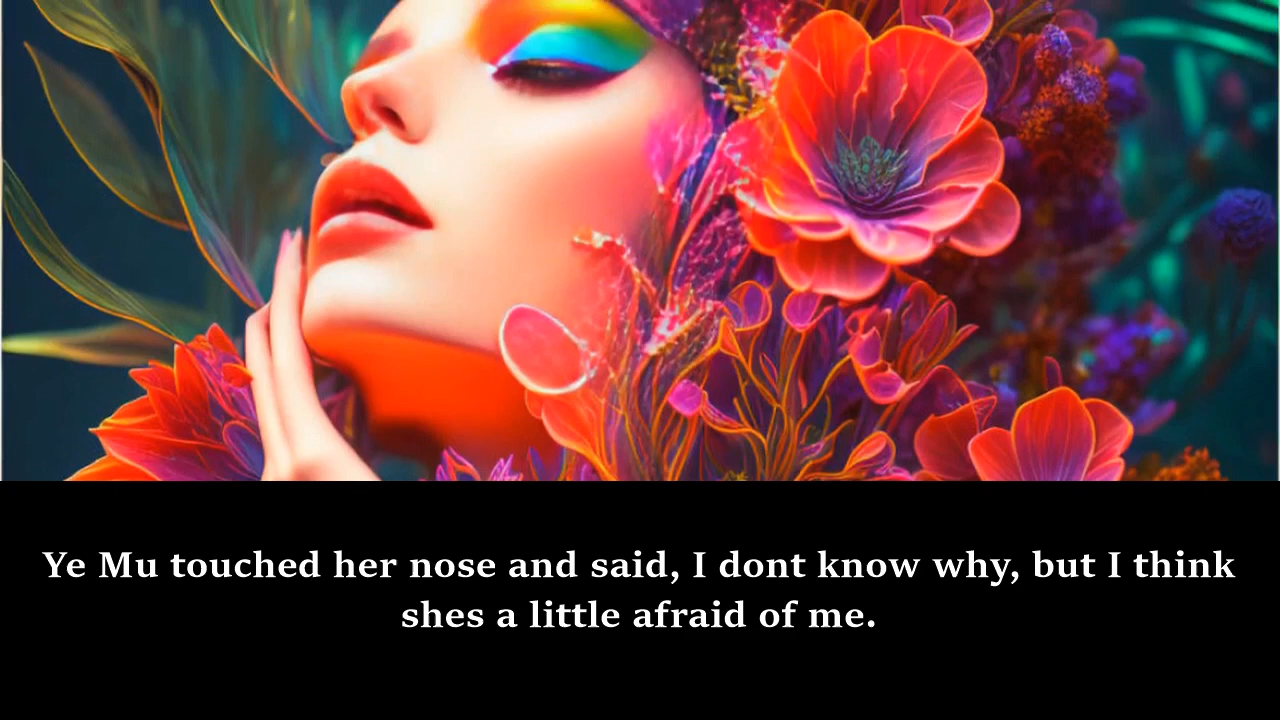 Ye Mu touched her nose and said, I dont know why, but I think
shes a little afraid of me.